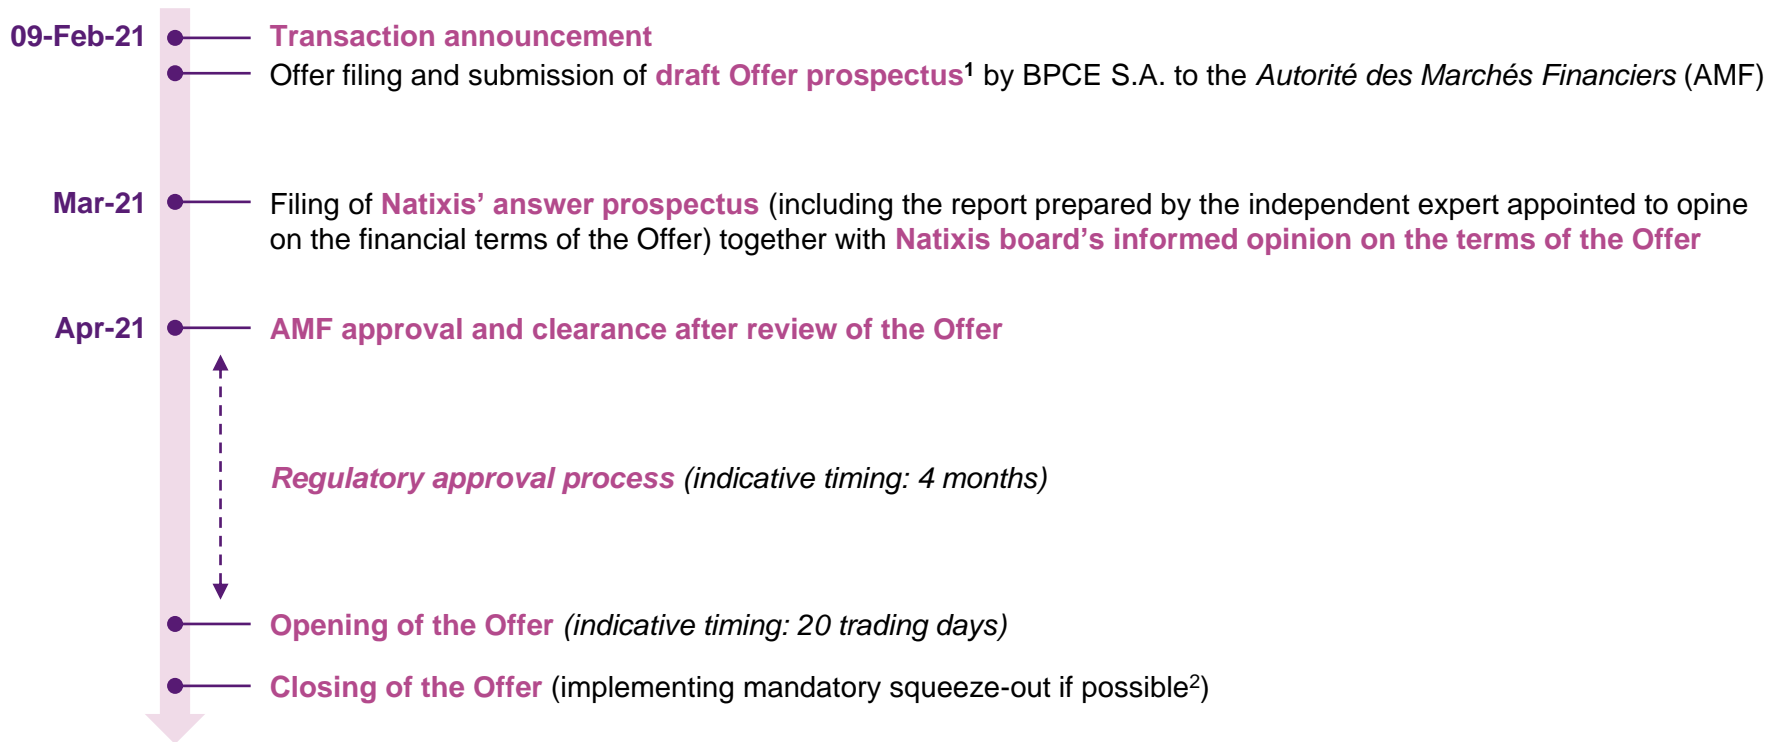 09-Feb-21 Transaction announcement
Offer filing and submission of draft Offer prospectus¹ by BPCE S.A. to the Autorité des Marchés Financiers (AMF)
Mar-21 Filing of Natixis’ answer prospectus (including the report prepared by the independent expert appointed to opine
on the financial terms of the Offer) together with Natixis board’s informed opinion on the terms of the Offer
Apr-21 AMF approval and clearance after review of the Offer
Regulatory approval process (indicative timing: 4 months)
Opening of the Offer (indicative timing: 20 trading days)
Closing of the Offer (implementing mandatory squeeze-out if possible²)